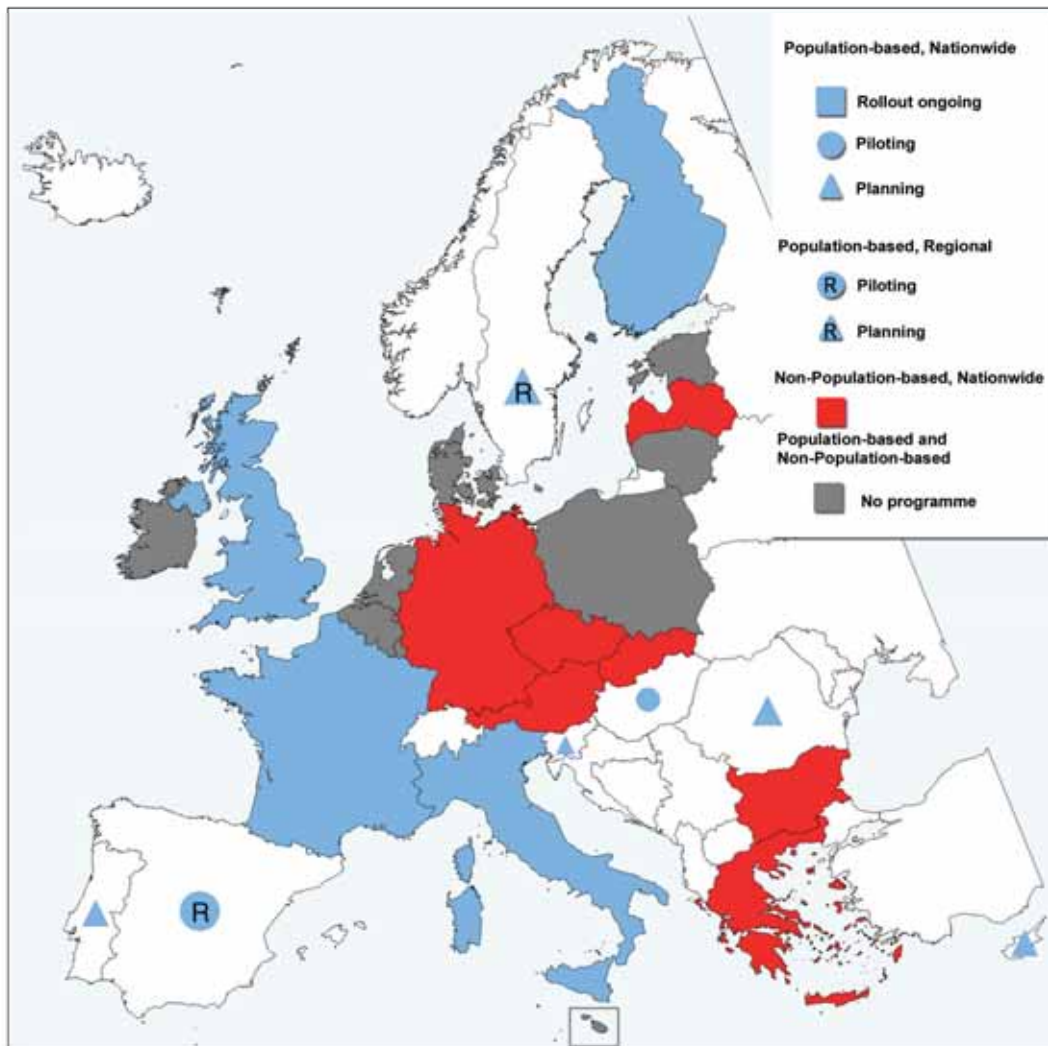 Population-based, Nationwide
Rollout ongoing
Piloting
Planning
Population-based, Regional
R Piloting
R Planning
Non-Population-based, Nationwide
Population-based and
Non-Population-based
No programme
R
R